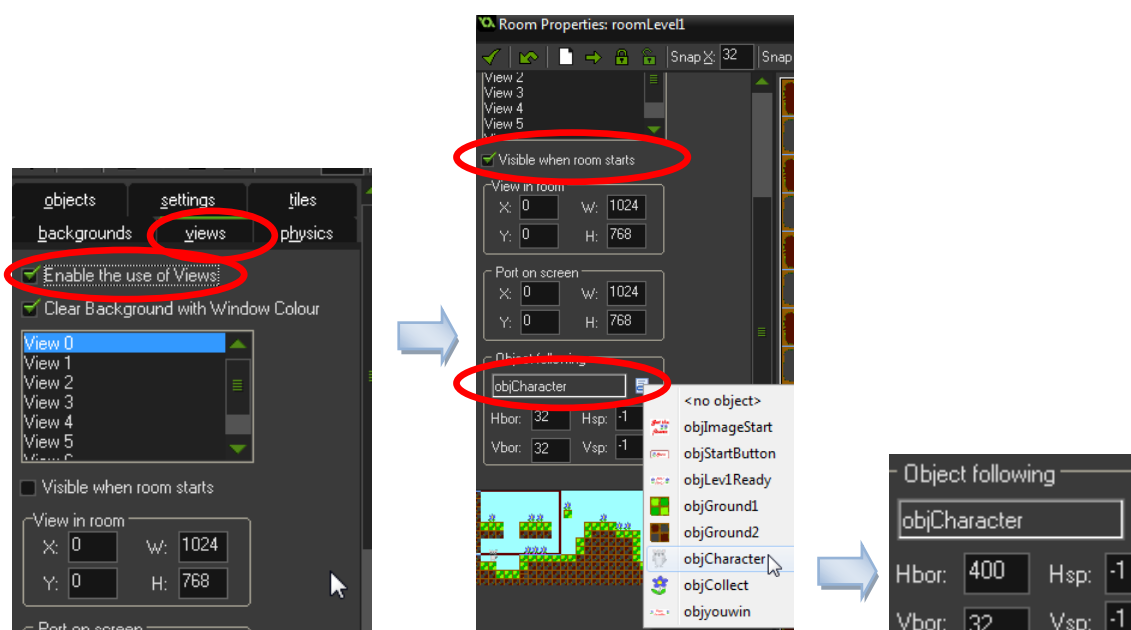 objects settings tiles
backgrounds views physics
Enable the use of Views
Clear Background with Window Colour
View 0
View 1
View 2
View 3
View 4
View 5
Visible when room starts
View in room
X: 0 W: 1024
Y: 0 H: 768
Port on screen
Room Properties: roomLevel1
Snap X: 32 Snap
View 2
View 3
View 4
View 5
Visible when room starts
View in room
X: 0 W: 1024
Y: 0 H: 768
Port on screen
X: 0 W: 1024
Y: 0 H: 768
Object following
objCharacter
Hbor: 32 Hsp: -1
Vbor: 32 Vsp: -1
<no object>
objImageStart
objStartButton
objLev1Ready
objGround1
objGround2
objCharacter
objCollect
objyouwin
Object following
objCharacter
Hbor: 400 Hsp: -1
Vbor: 32 Vsp: -1